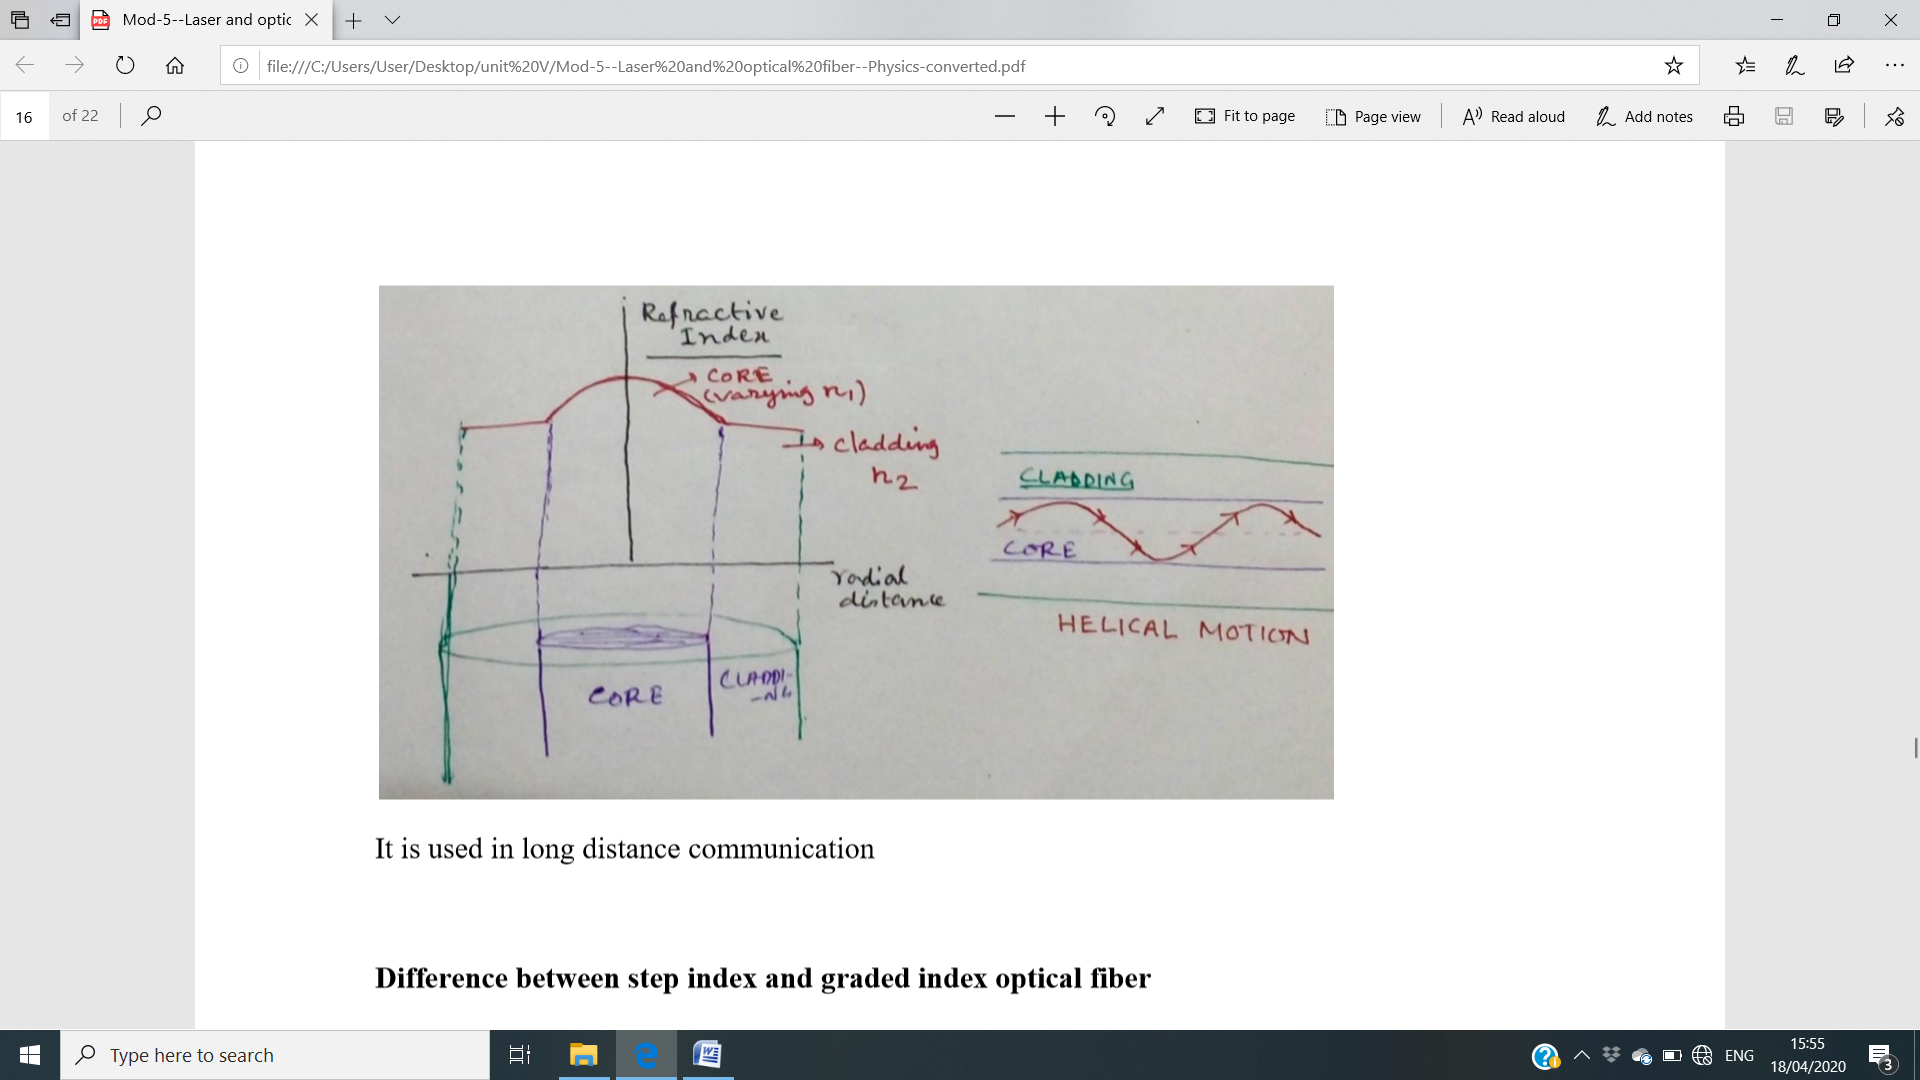 Mod-5--Laser and optic
file:///C:/Users/User/Desktop/unit%20V/Mod-5--Laser%20and%20optical%20fiber--Physics-converted.pdf
16 of 22 Fit to page Page view Read aloud Add notes
Refractive
Index
CORE
(varying n1)
cladding
n2
radial
distance
CORE
CLADDI-
-NG
CLADDING
CORE
HELICAL MOTION
It is used in long distance communication
Difference between step index and graded index optical fiber
Type here to search
ENG
15:55
18/04/2020
3